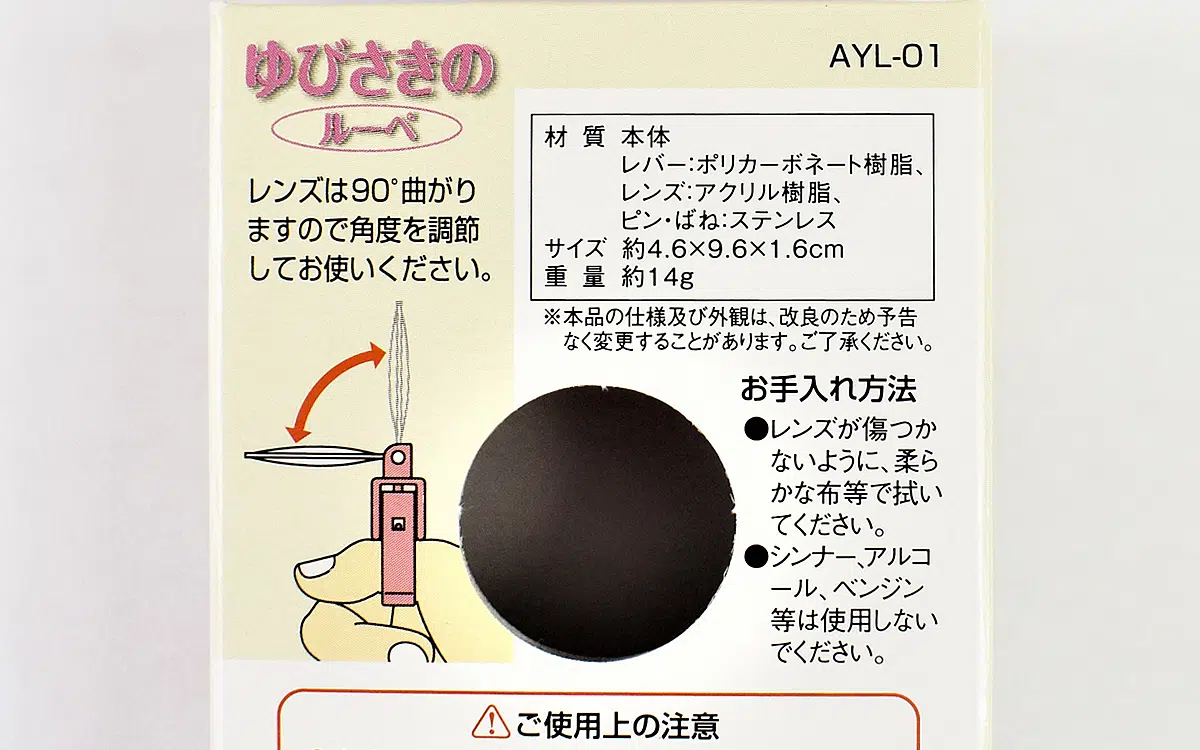 ゆびさきの
ルーペ
レンズは90°曲がり
ますので角度を調節
してお使いください。
AYL-01
材 質 本体
レバー:ポリカーボネート樹脂、
レンズ:アクリル樹脂、
ピン・ばね:ステンレス
サイズ 約4.6×9.6×1.6cm
重 量 約14g
※本品の仕様及び外観は、改良のため予告
なく変更することがあります。ご了承ください。
お手入れ方法
●レンズが傷つか
ないように、柔ら
かな布等で拭い
てください。
●シンナー、アルコ
ール、ベンジン
等は使用しない
でください。
ご使用上の注意